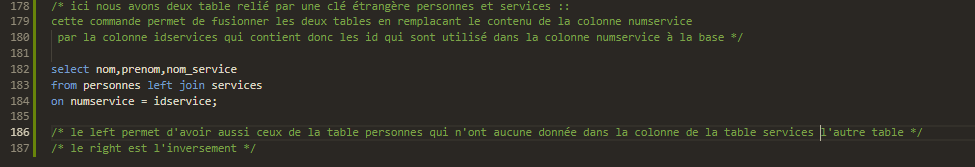 178 /* ici nous avons deux table relié par une clé étrangère personnes et services ::
179 cette commande permet de fusionner les deux tables en remplacant le contenu de la colonne numservice
180 par la colonne idservices qui contient donc les id qui sont utilisé dans la colonne numservice à la base */
181
182 select nom,prenom,nom_service
183 from personnes left join services
184 on numservice = idservice;
185
186 /* le left permet d'avoir aussi ceux de la table personnes qui n'ont aucune donnée dans la colonne de la table services l'autre table */
187 /* le right est l'inversement */